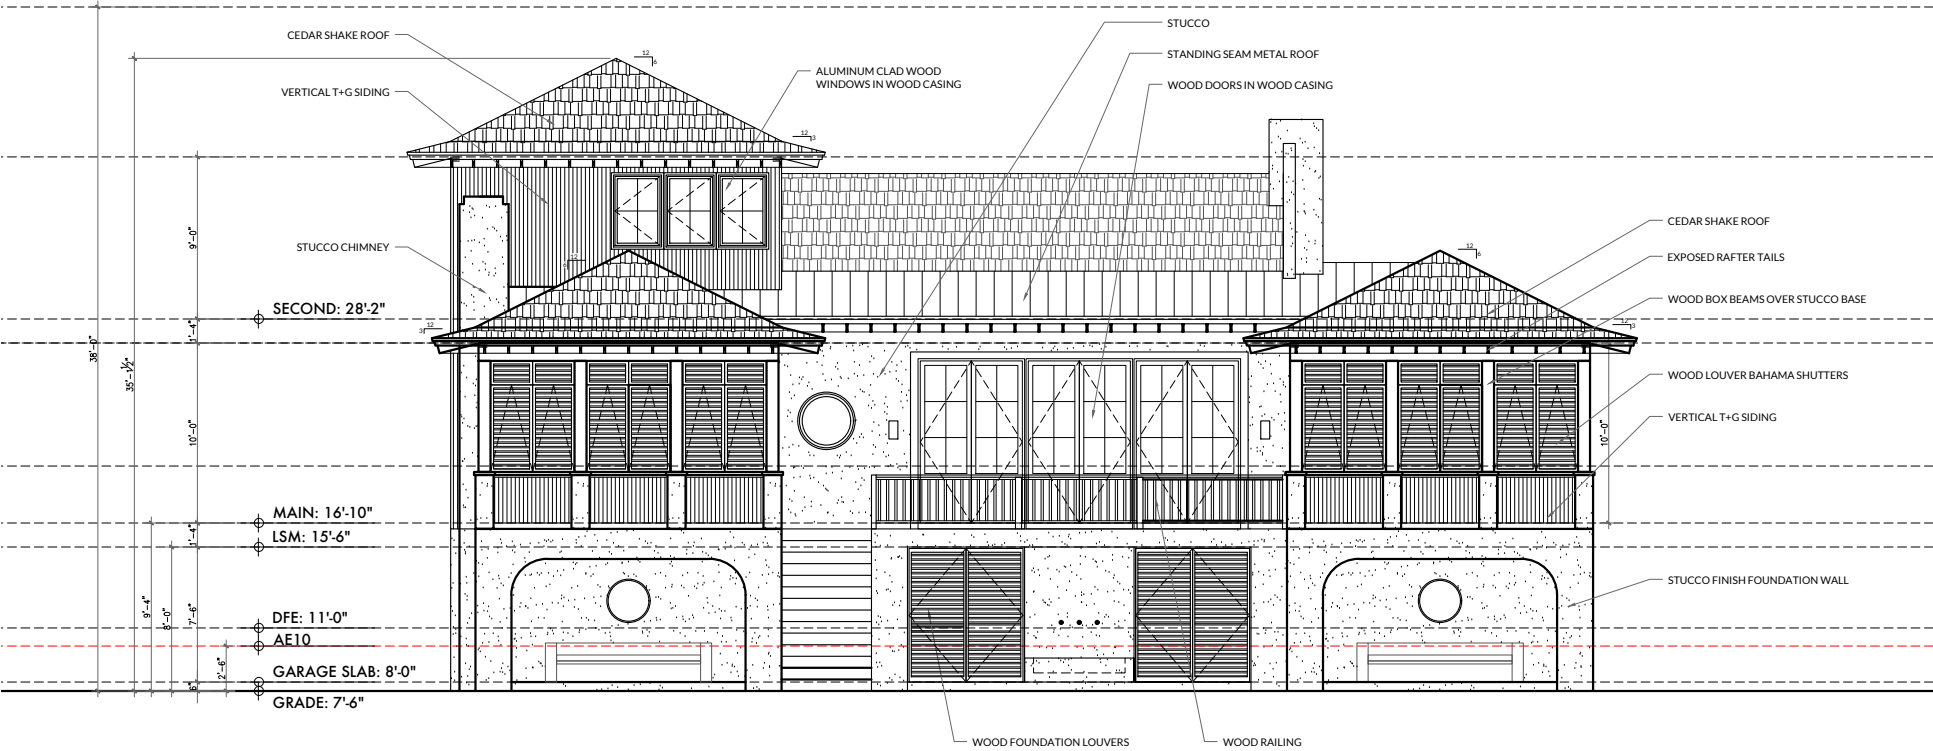 STUCCO
CEDAR SHAKE ROOF
STANDING SEAM METAL ROOF
12
6
ALUMINUM CLAD WOOD
WINDOWS IN WOOD CASING
WOOD DOORS IN WOOD CASING
VERTICAL T+G SIDING
12
3
CEDAR SHAKE ROOF
9'-0"
STUCCO CHIMNEY
12
6
EXPOSED RAFTER TAILS
12
WOOD BOX BEAMS OVER STUCCO BASE
SECOND: 28'-2"
1'-4"
12
3
12
3
38'-0"
35'-1/2"
WOOD LOUVER BAHAMA SHUTTERS
VERTICAL T+G SIDING
10'-0"
10'-0"
MAIN: 16'-10"
1'-4"
LSM: 15'-6"
STUCCO FINISH FOUNDATION WALL
9'-4"
8'-0"
7'-6"
DFE: 11'-0"
AE10
2'-6"
GARAGE SLAB: 8'-0"
6"
GRADE: 7'-6"
WOOD FOUNDATION LOUVERS
WOOD RAILING